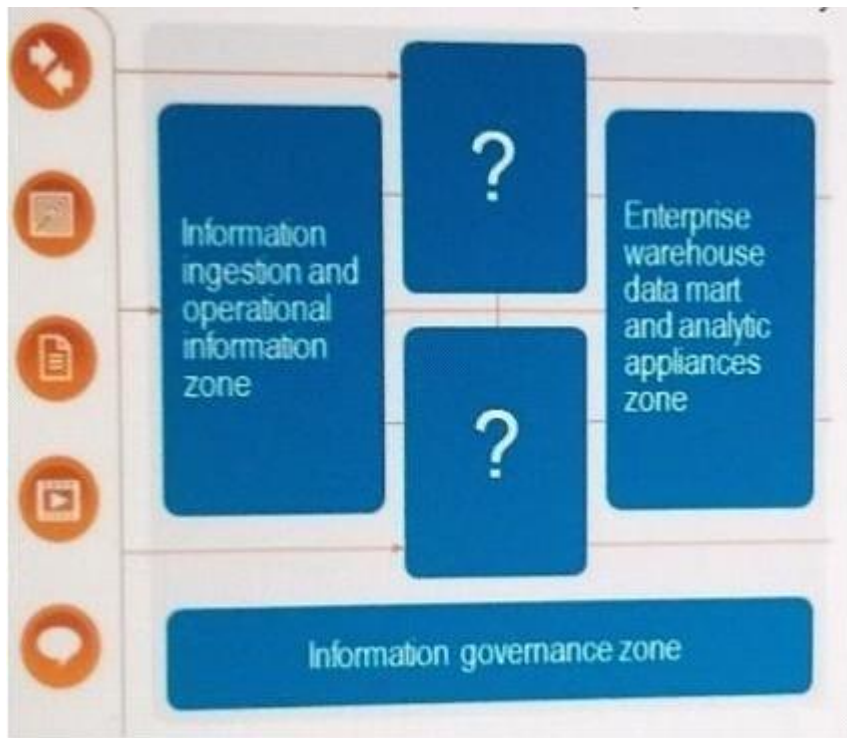 Information
ingestion and
operational
information
zone
?
?
Enterprise
warehouse
data mart
and analytic
appliances
zone
Information governance zone